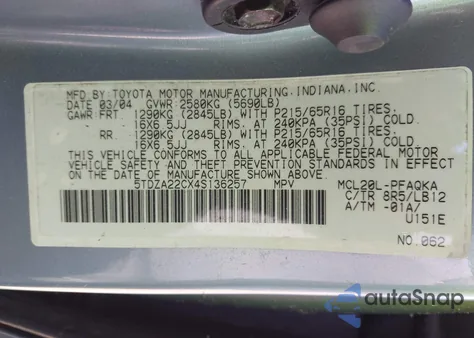 MFD.BY:TOYOTA MOTOR MANUFACTURING,INDIANA,INC.
DATE 03/04 GVWR 2580KG (5690LB)
GAWR:FRT. 1290KG (2845LB) WITH P215/65R16 TIRES.
16X6 5JJ RIMS. AT 240KPA (35PSI) COLD.
RR. 1290KG (2845LB) WITH P215/65R16 TIRES.
16X6 5JJ RIMS. AT 240KPA (35PSI) COLD.
THIS VEHICLE CONFORMS TO ALL APPLICABLE FEDERAL MOTOR
VEHICLE SAFETY, BUMPER, AND THEFT PREVENTION
STANDARDS IN EFFECT ON THE DATE OF MANUFACTURE
5TDZA22CX4S136257 MPV MCL20L-PFAQKA
C/TR 8R5/LB12
A/TM -01A/
U151E
NO.062
autoSnap